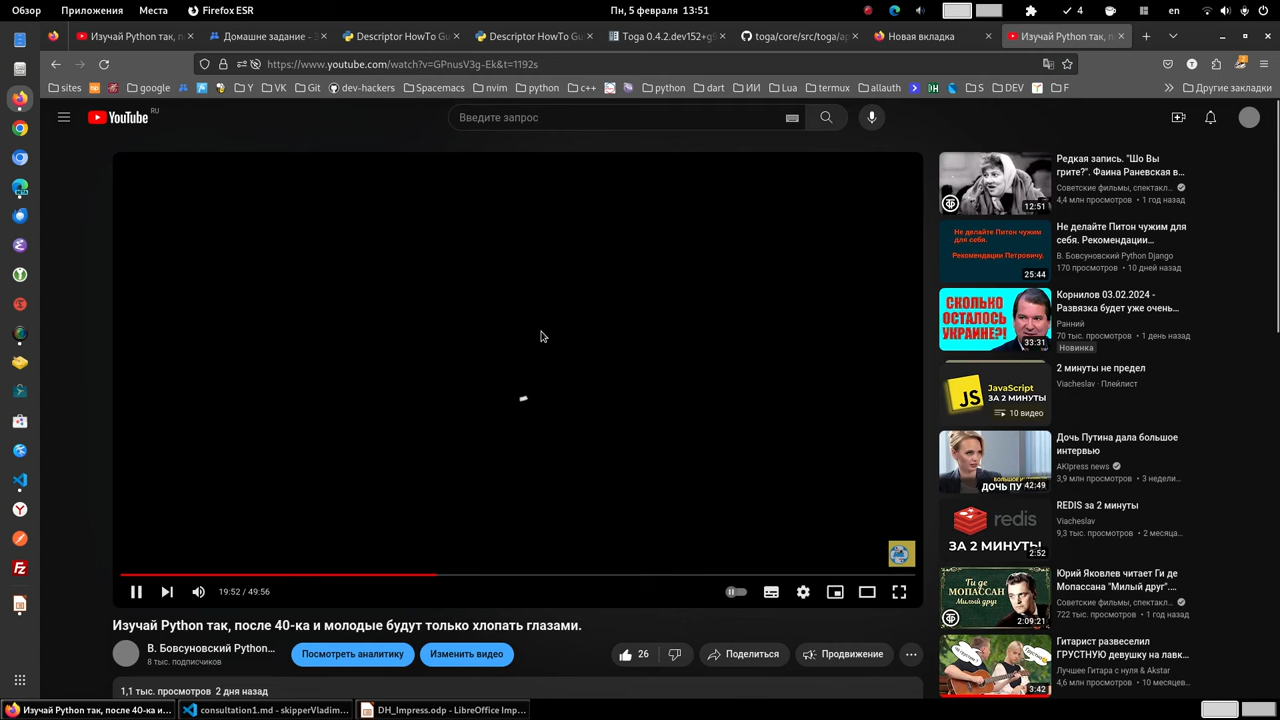 Обзор Приложения Места Firefox ESR Пн, 5 февраля 13:51 4 en
Изучай Python так, п Домашне задание - З Descriptor HowTo Gu Descriptor HowTo Gu Toga 0.4.2.dev152+g5 toga/core/src/toga/ap Новая вкладка Изучай Python так, п
https://www.youtube.com/watch?v=GPnusV3g-Ek&t=1192s
sites google Y VK Git dev-hackers Spacemacs nvim python c++ python dart ИИ Lua termux allauth S DEV F Другие закладки
YouTube RU
Введите запрос
Редкая запись. "Шо Вы
грите?". Фаина Раневская в...
Советские фильмы, спектакл...
4,4 млн просмотров • 1 год назад
12:51
Не делайте Питон чужим
для себя.
Рекомендации Петровичу.
25:44
Не делайте Питон чужим для
себя. Рекомендации...
В. Бовсуновский Python Django
170 просмотров • 10 дней назад
СКОЛЬКО
ОСТАЛОСЬ
УКРАИНЕ?!
33:31
Корнилов 03.02.2024 -
Развязка будет уже очень...
Ранний
70 тыс. просмотров • 1 день назад
Новинка
JS
JavaScript
ЗА 2 МИНУТЫ
10 видео
2 минуты не предел
Viacheslav · Плейлист
ДОЧЬ ПУ
42:49
Дочь Путина дала большое
интервью
AKIpress news
3,9 млн просмотров • 3 недели...
redis
ЗА 2 МИНУТЫ
2:52
REDIS за 2 минуты
Viacheslav
9,3 тыс. просмотров • 2 месяца...
Ги де
МОПАССАН
Милый друг
2:09:21
Юрий Яковлев читает Ги де
Мопассана "Милый друг"....
Советские фильмы, спектакл...
722 тыс. просмотров • 1 год назад
3:42
Гитарист развеселил
ГРУСТНУЮ девушку на лавк...
Лучшее Гитара с нуля & Akstar
4,6 млн просмотров • 10 месяцев...
19:52 / 49:56
Изучай Python так, после 40-ка и молодые будут только хлопать глазами.
В. Бовсуновский Python...
8 тыс. подписчиков
Посмотреть аналитику Изменить видео 26 Поделиться Продвижение
1,1 тыс. просмотров 2 дня назад
Изучай Python так, после 40-ка и... consultation1.md - skipperVladim... DH_Impress.odp - LibreOffice Imp...